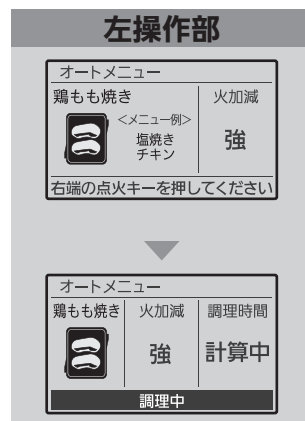 左操作部
オートメニュー
鶏もも焼き 火加減
<メニュー例>
塩焼き
チキン
強
右端の点火キーを押してください
オートメニュー
鶏もも焼き 火加減 調理時間
強 計算中
調理中